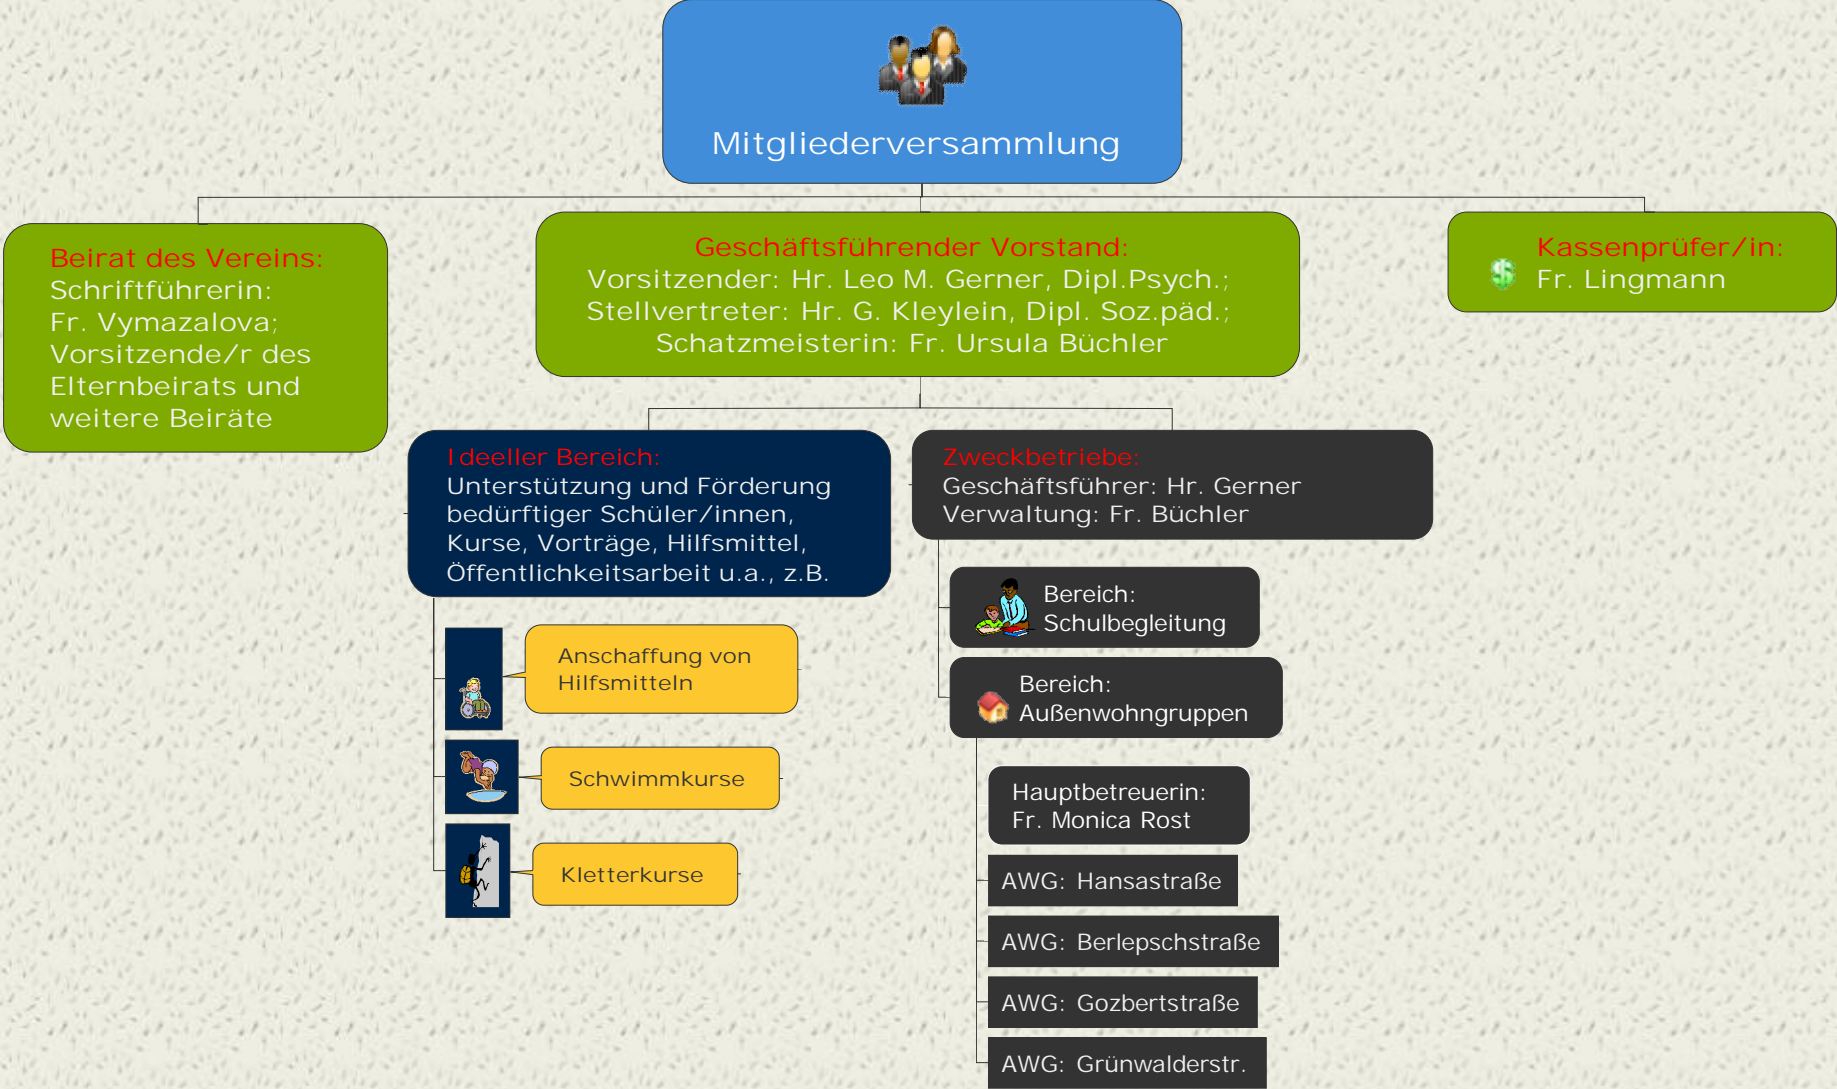 Mitgliederversammlung
Beirat des Vereins:
Schriftführerin:
Fr. Vymazalova;
Vorsitzende/r des
Elternbeirats und
weitere Beiräte
Geschäftsführender Vorstand:
Vorsitzender: Hr. Leo M. Gerner, Dipl.Psych.;
Stellvertreter: Hr. G. Kleylein, Dipl. Soz.päd.;
Schatzmeisterin: Fr. Ursula Büchler
Kassenprüfer/in:
Fr. Lingmann
Ideeller Bereich:
Unterstützung und Förderung
bedürftiger Schüler/innen,
Kurse, Vorträge, Hilfsmittel,
Öffentlichkeitsarbeit u.a., z.B.
Anschaffung von
Hilfsmitteln
Schwimmkurse
Kletterkurse
Zweckbetriebe:
Geschäftsführer: Hr. Gerner
Verwaltung: Fr. Büchler
Bereich:
Schulbegleitung
Bereich:
Außenwohngruppen
Hauptbetreuerin:
Fr. Monica Rost
AWG: Hansastraße
AWG: Berlepschstraße
AWG: Gozbertstraße
AWG: Grünwalderstr.